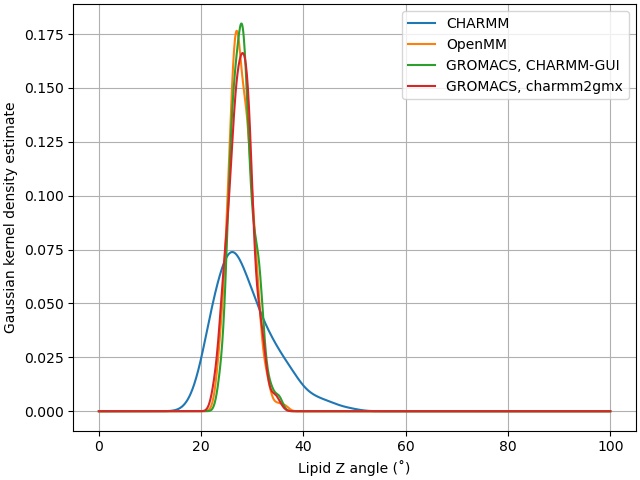 CHARMM
OpenMM
GROMACS, CHARMM-GUI
GROMACS, charmm2gmx
Gaussian kernel density estimate
0.175
0.150
0.125
0.100
0.075
0.050
0.025
0.000
0 20 40 60 80 100
Lipid Z angle (˚)